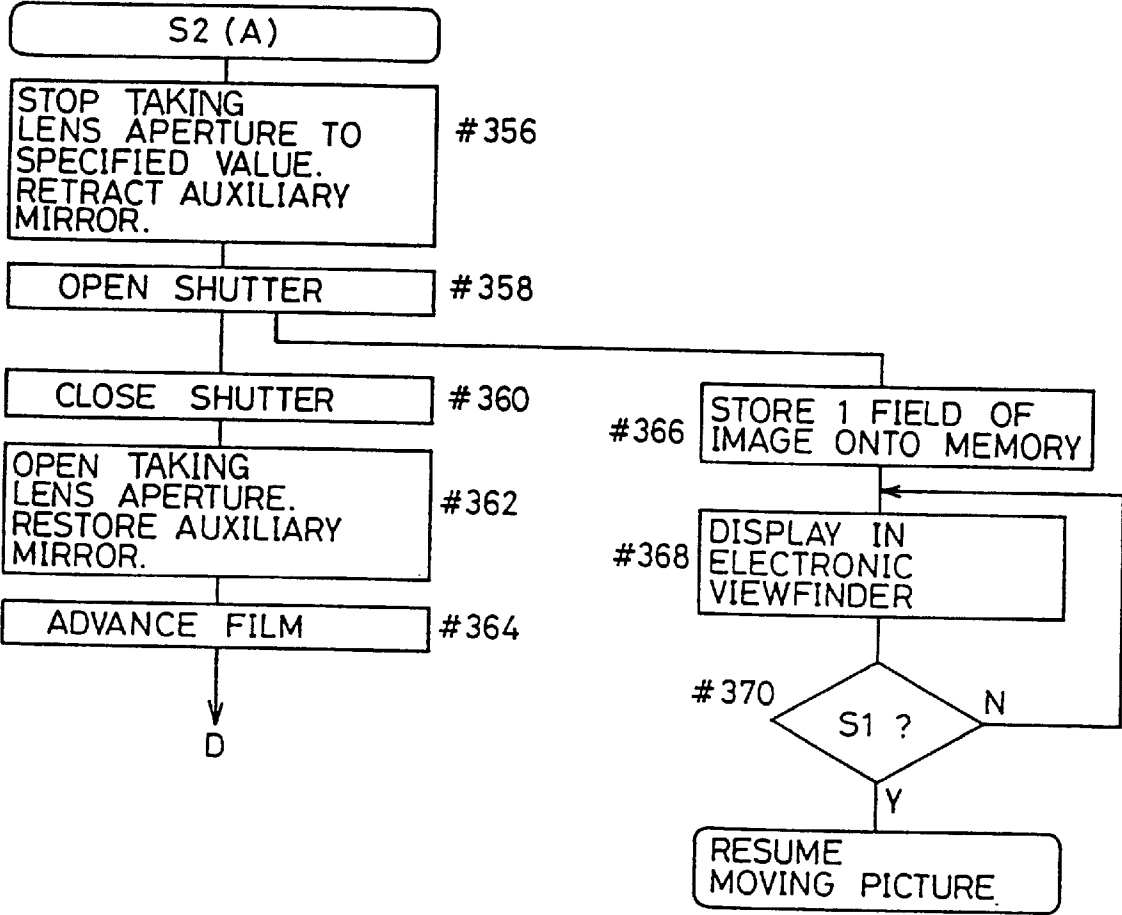 S2 (A)
STOP TAKING
LENS APERTURE TO
SPECIFIED VALUE.
RETRACT AUXILIARY
MIRROR.
#356
OPEN SHUTTER
#358
CLOSE SHUTTER
#360
OPEN TAKING
LENS APERTURE.
RESTORE AUXILIARY
MIRROR.
#362
ADVANCE FILM
#364
D
#366
STORE 1 FIELD OF
IMAGE ONTO MEMORY
#368
DISPLAY IN
ELECTRONIC
VIEWFINDER
#370
S1 ?
N
Y
RESUME
MOVING PICTURE